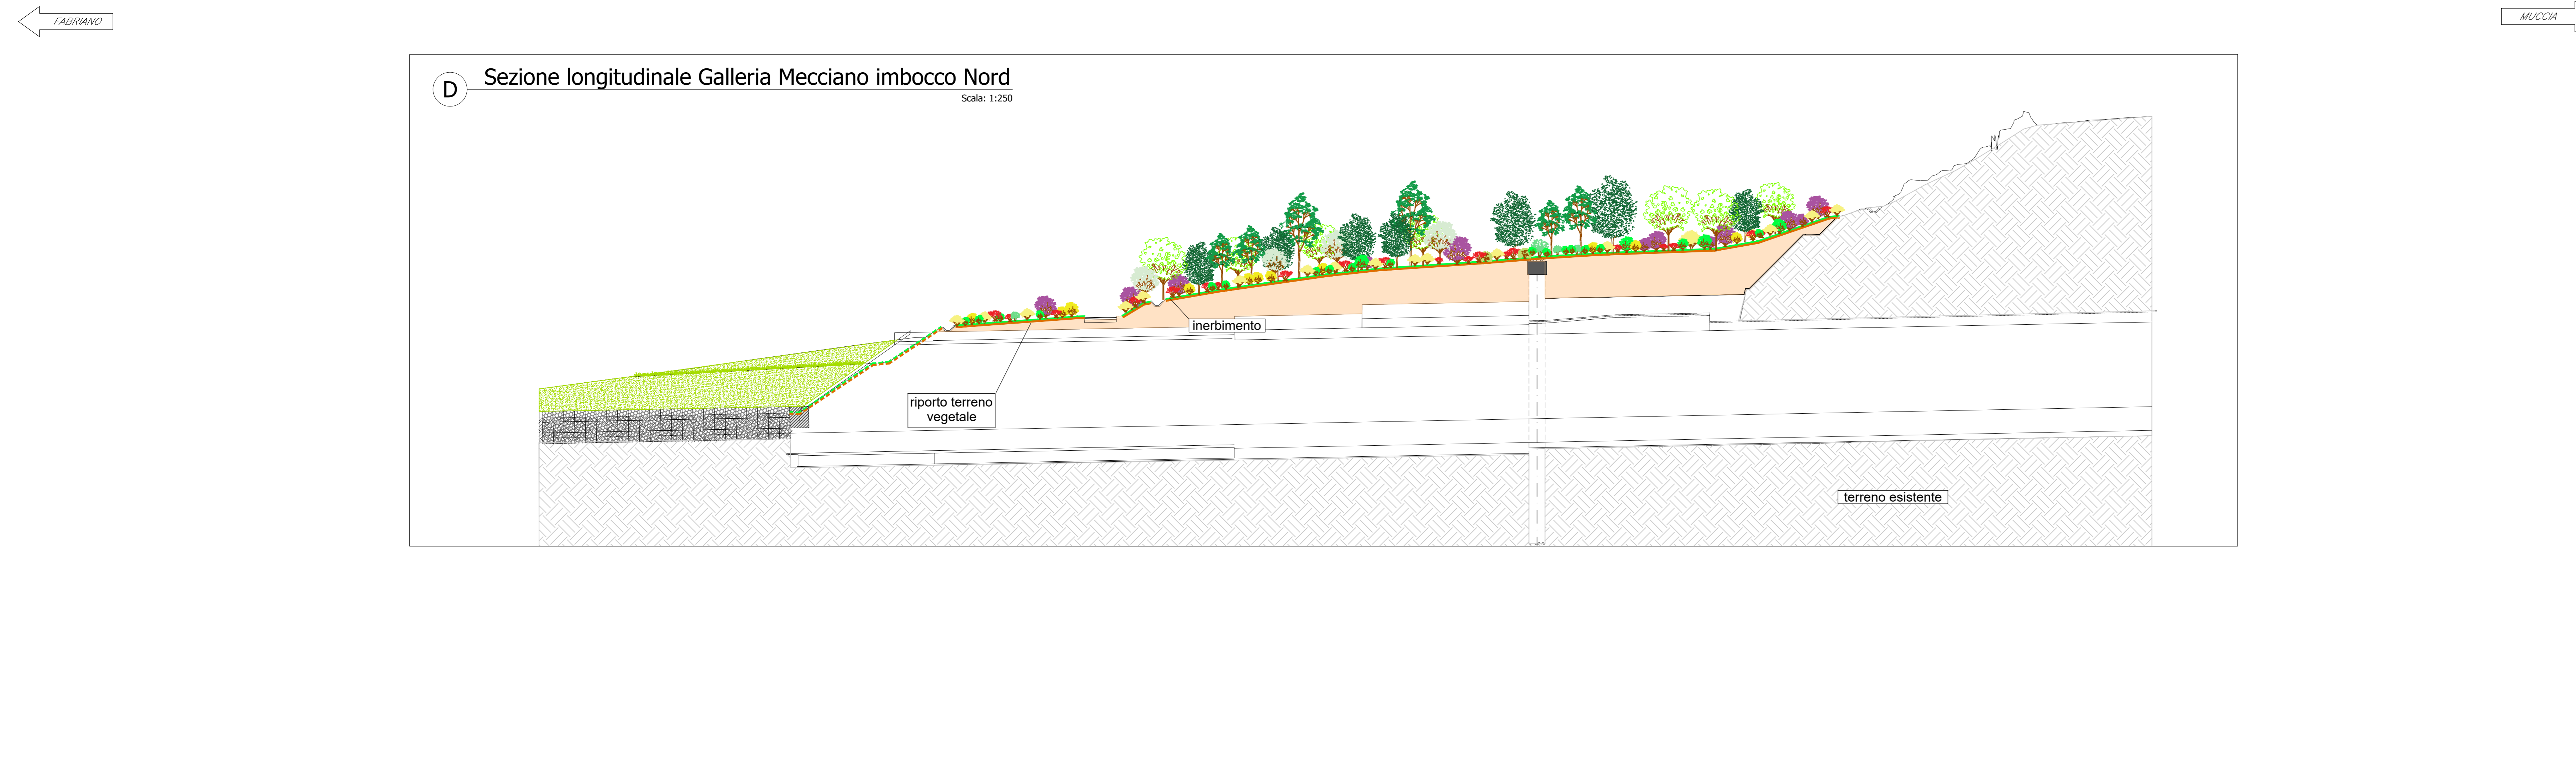 FABRIANO
MUCCIA
D
Sezione longitudinale Galleria Mecciano imbocco Nord
Scala: 1:250
inerbimento
riporto terreno
vegetale
terreno esistente